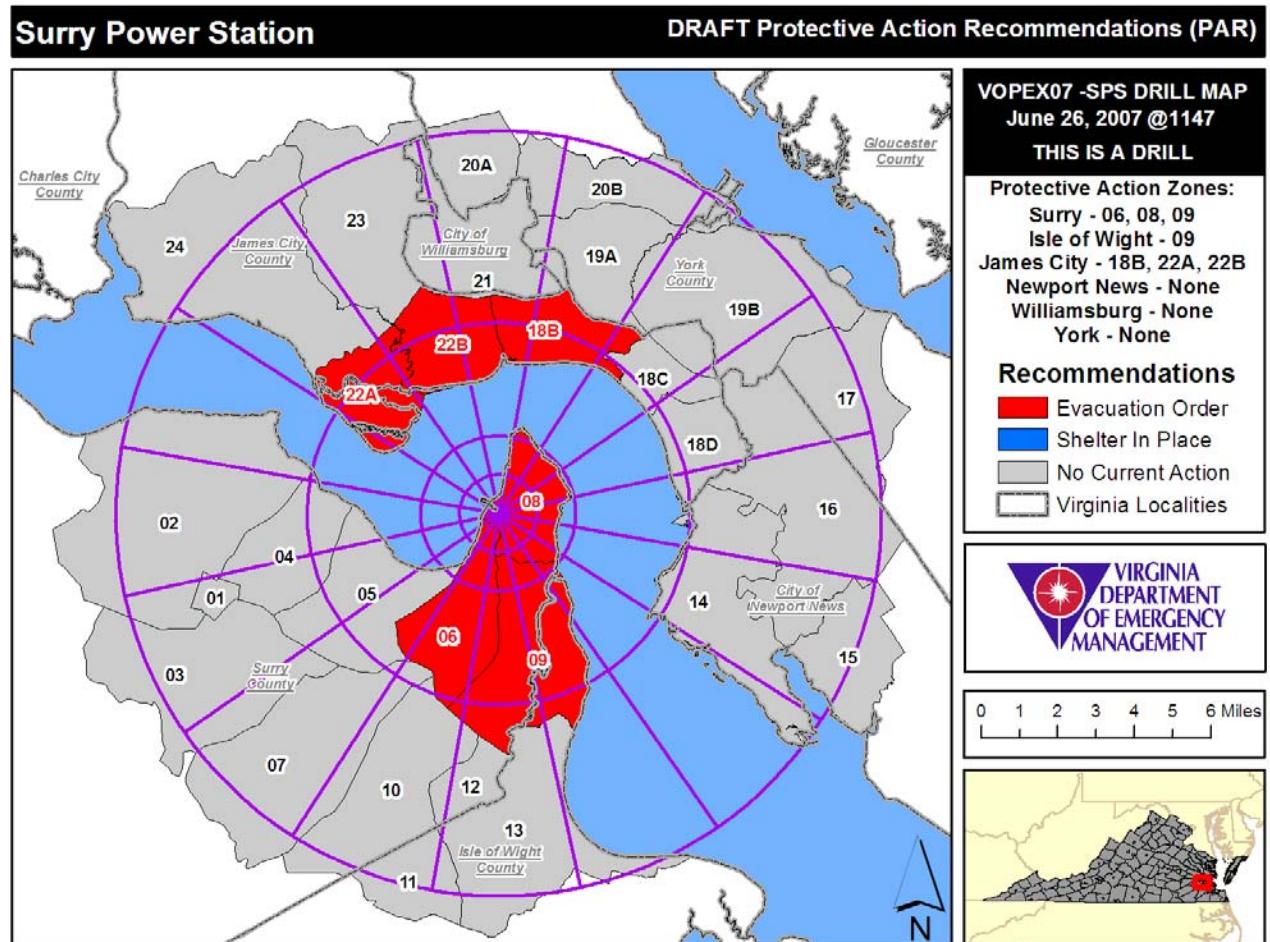 Surry Power Station
DRAFT Protective Action Recommendations (PAR)
VOPEX07 -SPS DRILL MAP
June 26, 2007 @1147
THIS IS A DRILL
Protective Action Zones:
Surry - 06, 08, 09
Isle of Wight - 09
James City - 18B, 22A, 22B
Newport News - None
Williamsburg - None
York - None
Recommendations
Evacuation Order
Shelter In Place
No Current Action
Virginia Localities
VIRGINIA
DEPARTMENT
OF EMERGENCY
MANAGEMENT
0 1 2 3 4 5 6 Miles
Charles City
County
Gloucester
County
20A
20B
23
City of
Williamsburg
24
James City
County
19A
York
County
21
19B
18B
22B
18C
22A
17
18D
08
16
02
04
05
01
14
City of
Newport News
06
09
15
03
Surry
County
07
10
12
13
Isle of Wight
County
11
N